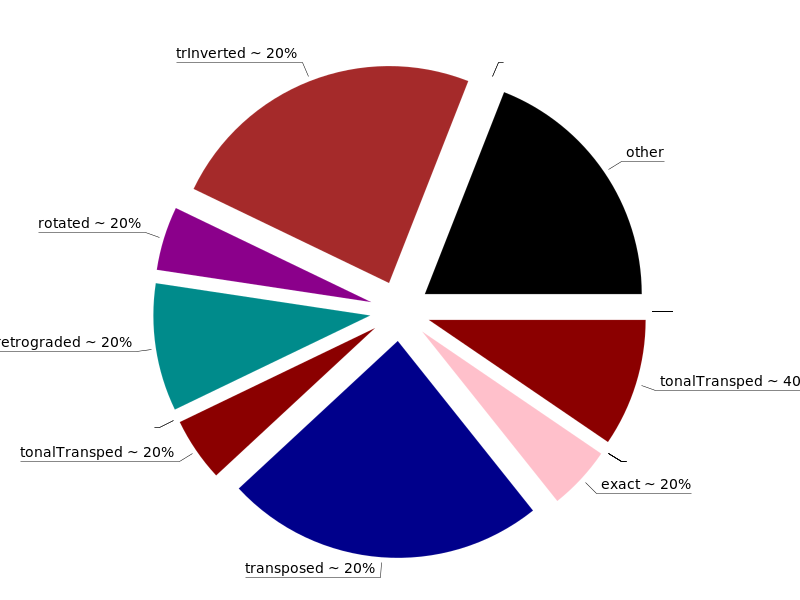 trInverted ~ 20%
other
rotated ~ 20%
etrograded ~ 20%
tonalTransped ~ 40
tonalTransped ~ 20%
exact ~ 20%
transposed ~ 20%